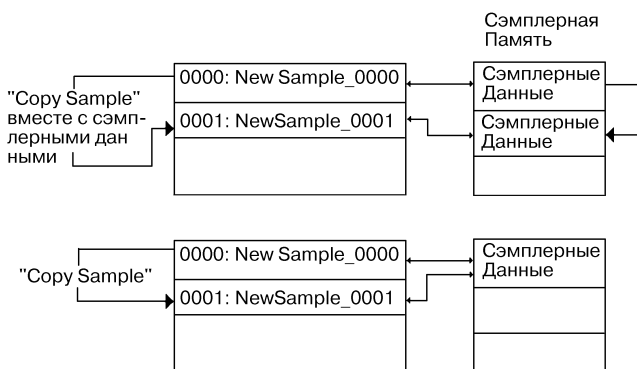 Сэмплерная
Память
"Copy Sample"
вместе с сэмп-
лерными дан
ными
0000: New Sample_0000
0001: NewSample_0001
Сэмплерные
Данные
Сэмплерные
Данные
"Copy Sample"
0000: New Sample_0000
0001: NewSample_0001
Сэмплерные
Данные